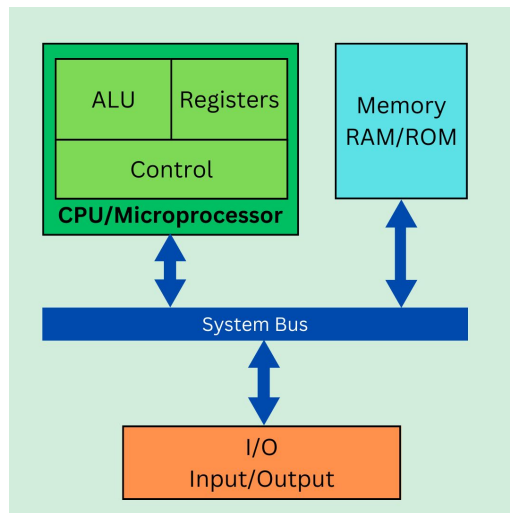 ALU
Registers
Control
CPU/Microprocessor
Memory
RAM/ROM
System Bus
I/O
Input/Output